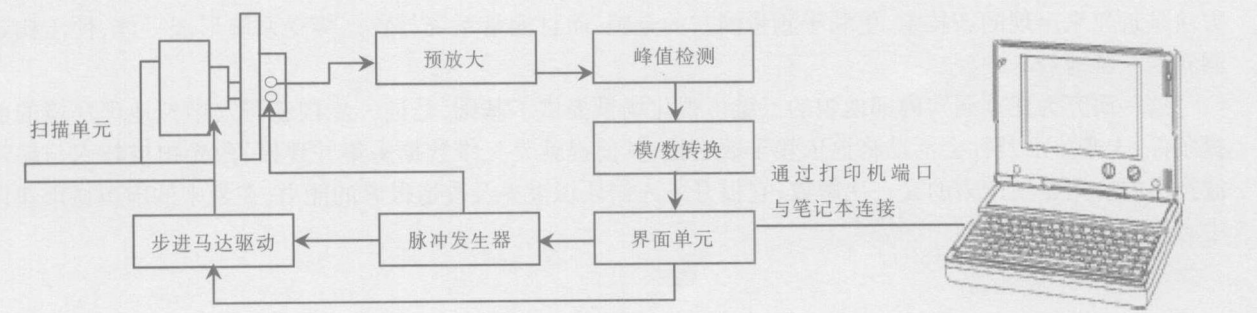 预放大
峰值检测
扫描单元
模/数转换
通过打印机端口
与笔记本连接
步进马达驱动
脉冲发生器
界面单元